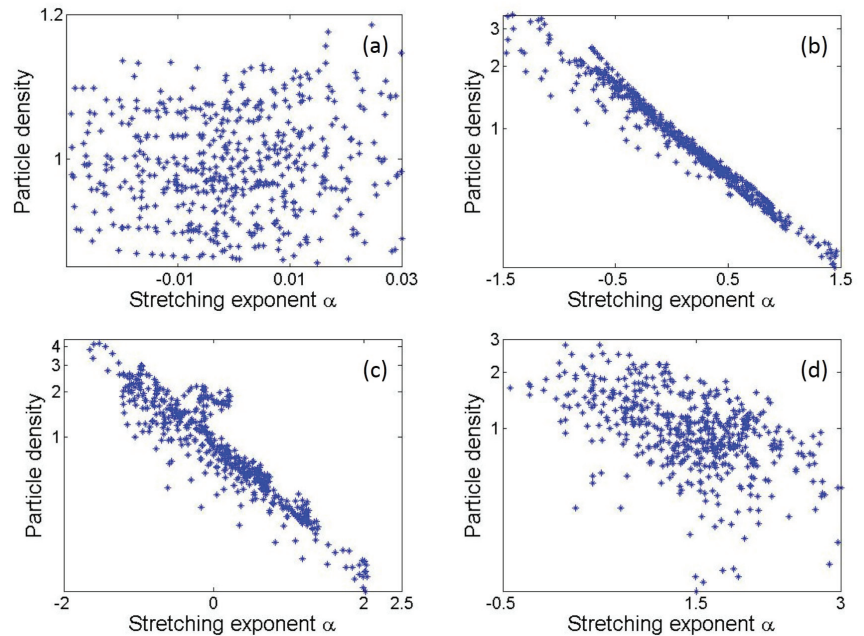 1.2
(a)
1
Particle density
-0.01
0.01
0.03
Stretching exponent α
3
(b)
2
1
Particle density
-1.5
-0.5
0.5
1.5
Stretching exponent α
4
(c)
3
2
1
Particle density
-2
0
2
2.5
Stretching exponent α
3
(d)
2
1
Particle density
-0.5
1.5
3
Stretching exponent α